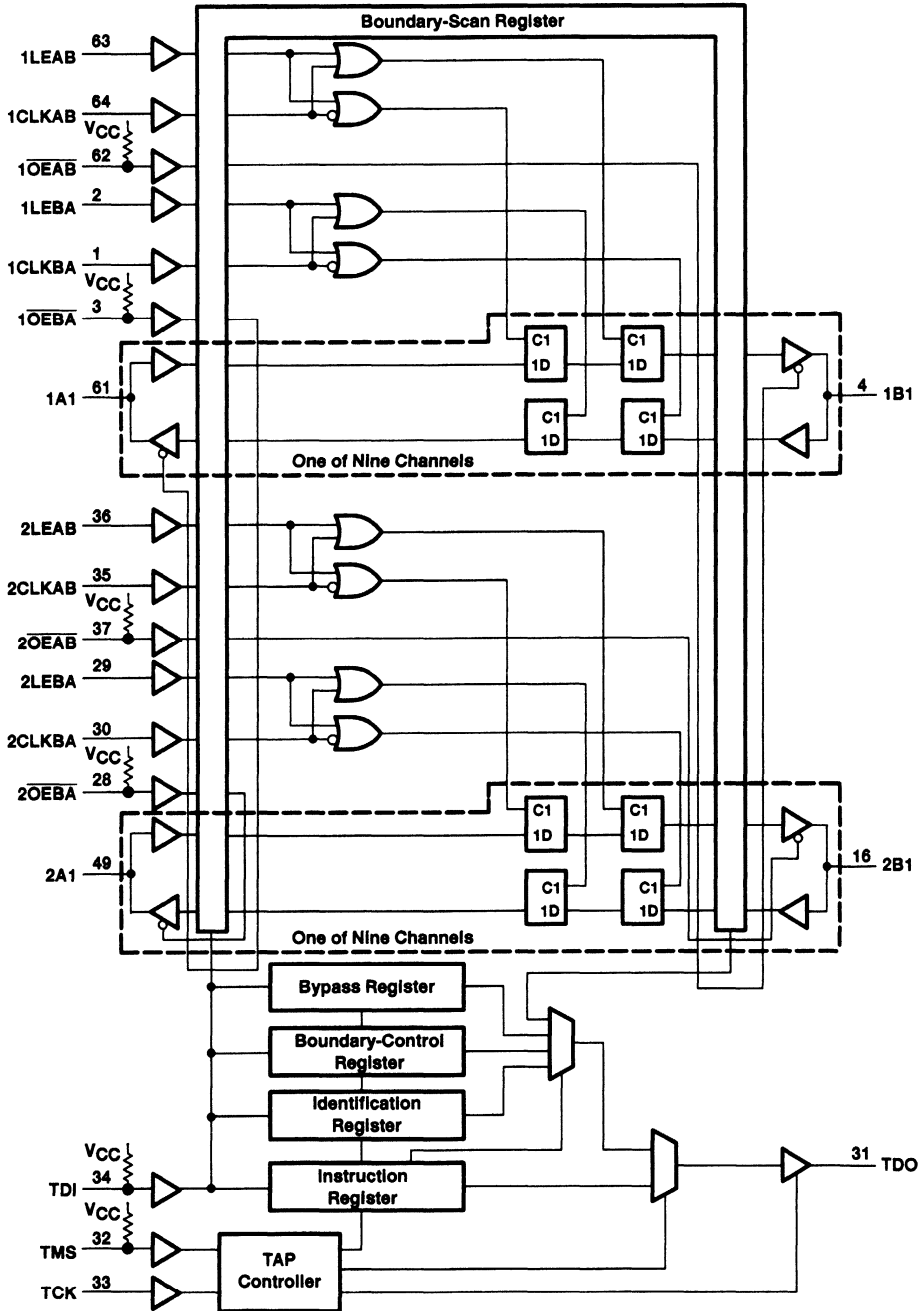 Boundary-Scan Register
1LEAB 63
1CLKAB 64
VCC
1OEAB 62
1LEBA 2
1CLKBA 1
VCC
1OEBA 3
C1 C1
1D 1D
1A1 61
4 1B1
C1 C1
1D 1D
One of Nine Channels
2LEAB 36
2CLKAB 35
VCC
2OEAB 37
2LEBA 29
2CLKBA 30
VCC
2OEBA 28
C1 C1
1D 1D
2A1 49
16 2B1
C1 C1
1D 1D
One of Nine Channels
Bypass Register
Boundary-Control
Register
Identification
Register
VCC
TDI 34
Instruction
Register
31 TDO
VCC
TMS 32
TAP
Controller
TCK 33